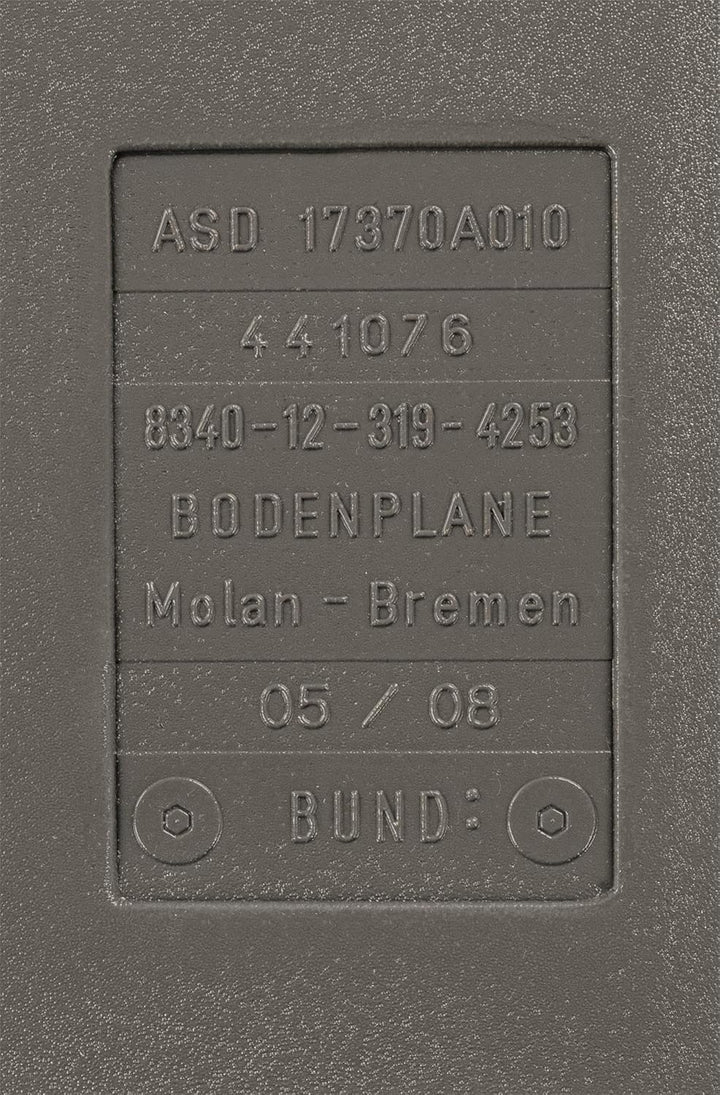 ASD 17370A010
441076
8340-12-319-4253
BODENPLANE
Molan - Bremen
05 / 08
BUND: